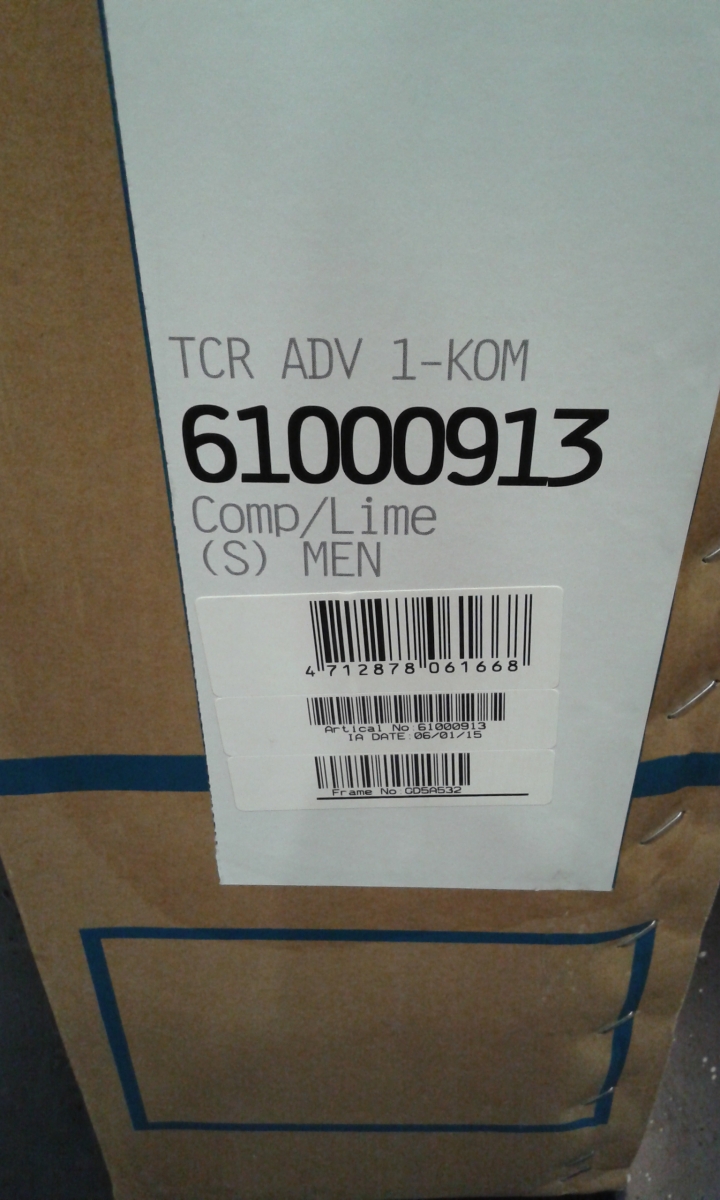 TCR ADV 1-KOM
61000913
Comp/Lime
(S) MEN
4 712878 061668
Artical No 61000913
IA DATE 06/01/15
Frame No GD5A532